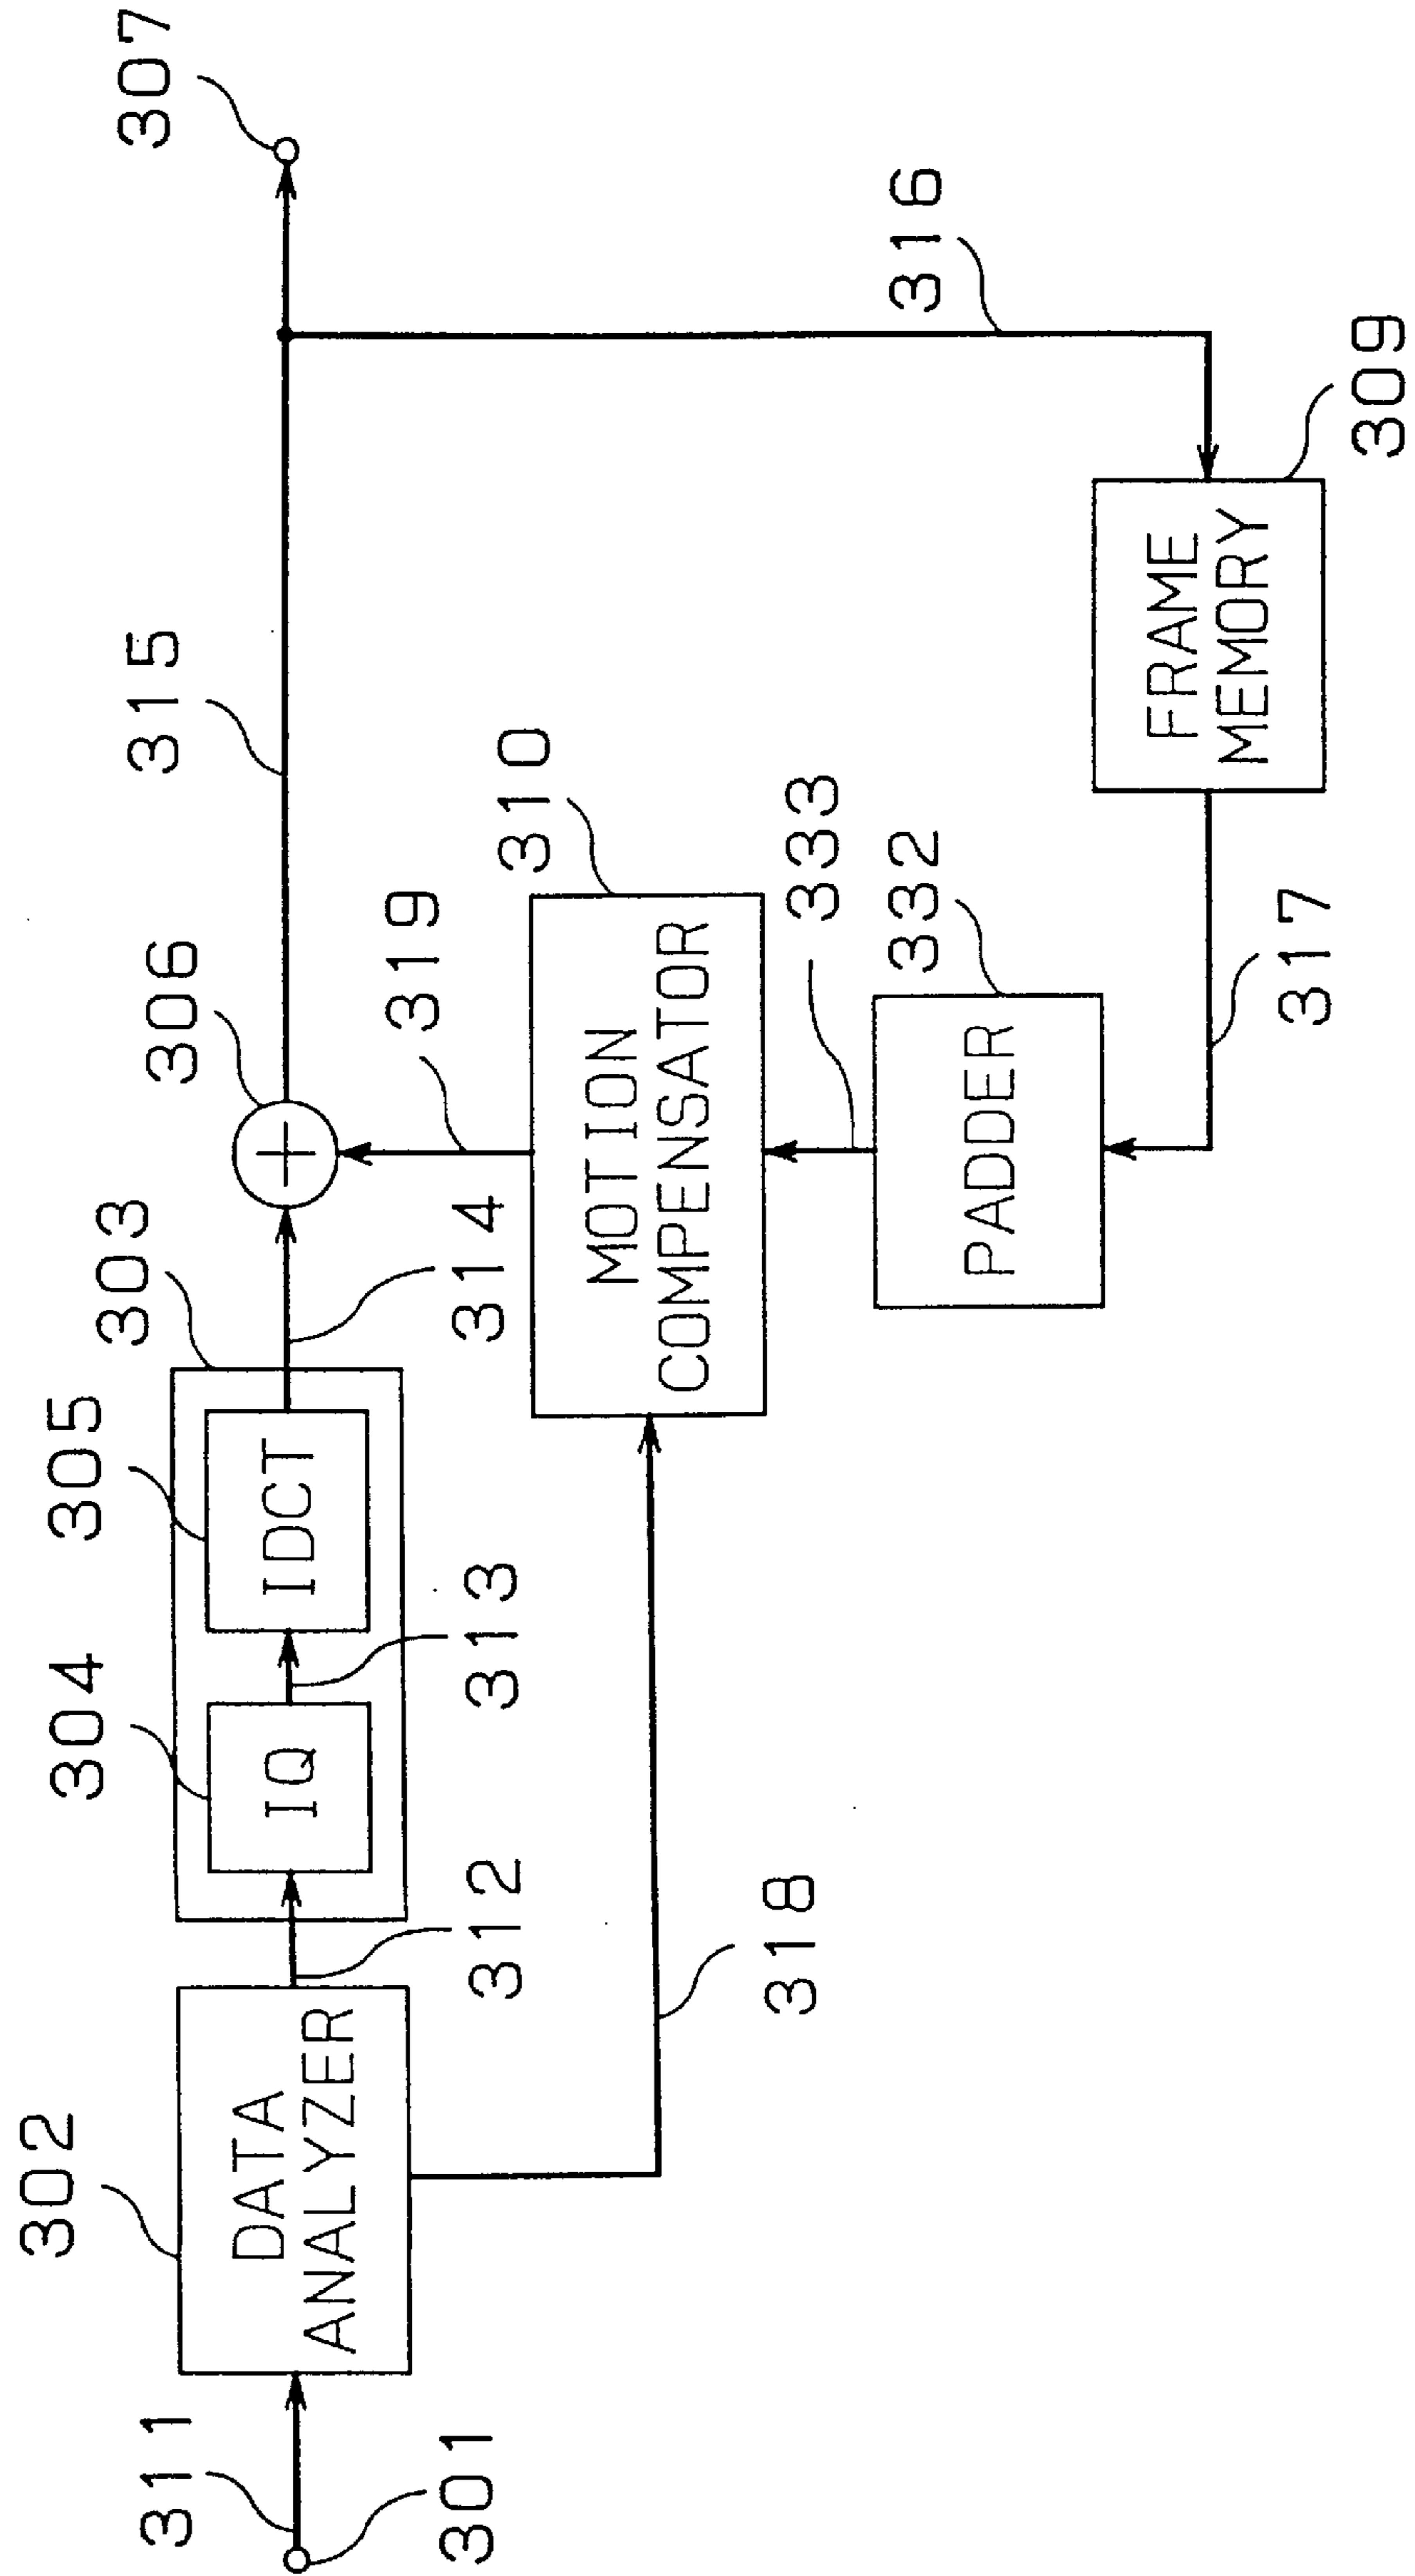 307
315
316
306
303
305
319
310
314
304
IDCT
313
IQ
MOTION
COMPENSATOR
333
332
309
FRAME
MEMORY
302
312
PADDER
DATA
ANALYZER
317
311
318
301